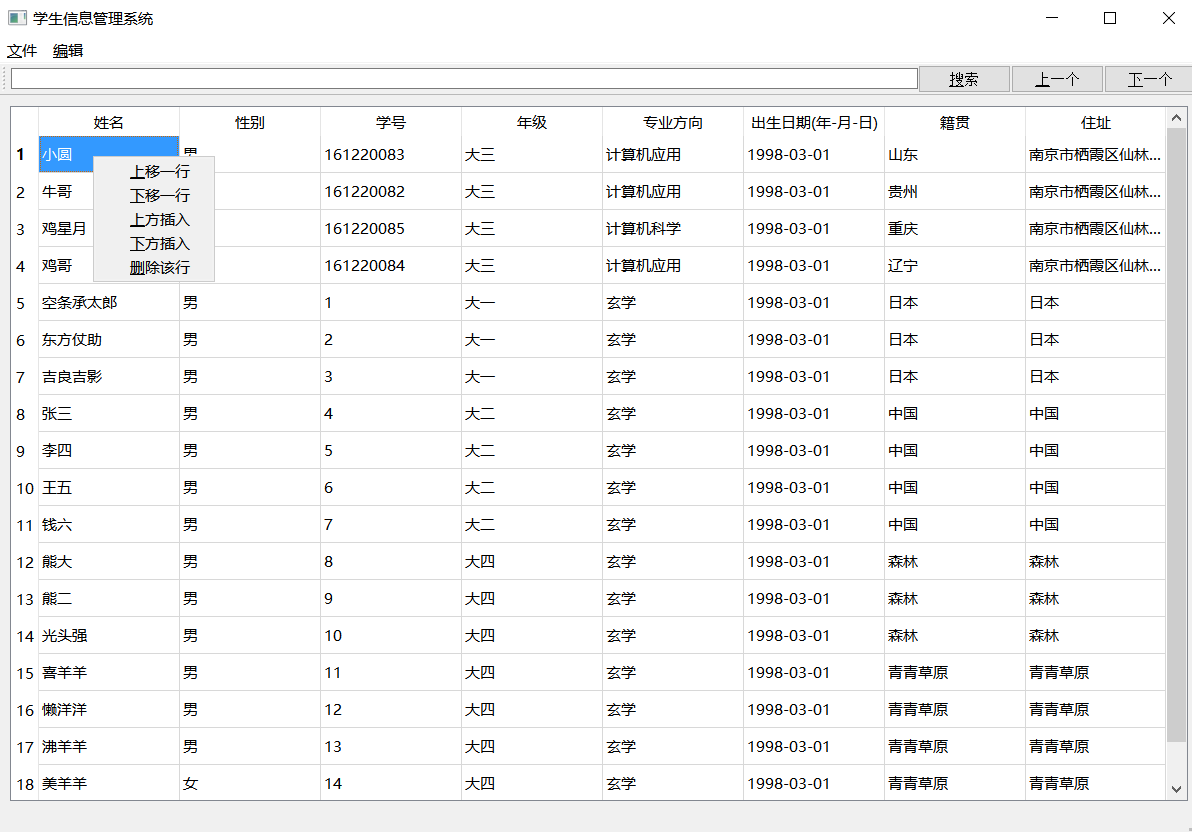 学生信息管理系统
文件 编辑
搜索 上一个 下一个
姓名 性别 学号 年级 专业方向 出生日期(年-月-日) 籍贯 住址
1 小圆 男 161220083 大三 计算机应用 1998-03-01 山东 南京市栖霞区仙林...
上移一行
2 牛哥 161220082 大三 计算机应用 1998-03-01 贵州 南京市栖霞区仙林...
下移一行
3 鸡星月 161220085 大三 计算机科学 1998-03-01 重庆 南京市栖霞区仙林...
上方插入
下方插入
4 鸡哥 161220084 大三 计算机应用 1998-03-01 辽宁 南京市栖霞区仙林...
删除该行
5 空条承太郎 男 1 大一 玄学 1998-03-01 日本 日本
6 东方仗助 男 2 大一 玄学 1998-03-01 日本 日本
7 吉良吉影 男 3 大一 玄学 1998-03-01 日本 日本
8 张三 男 4 大二 玄学 1998-03-01 中国 中国
9 李四 男 5 大二 玄学 1998-03-01 中国 中国
10 王五 男 6 大二 玄学 1998-03-01 中国 中国
11 钱六 男 7 大二 玄学 1998-03-01 中国 中国
12 熊大 男 8 大四 玄学 1998-03-01 森林 森林
13 熊二 男 9 大四 玄学 1998-03-01 森林 森林
14 光头强 男 10 大四 玄学 1998-03-01 森林 森林
15 喜羊羊 男 11 大四 玄学 1998-03-01 青青草原 青青草原
16 懒洋洋 男 12 大四 玄学 1998-03-01 青青草原 青青草原
17 沸羊羊 男 13 大四 玄学 1998-03-01 青青草原 青青草原
18 美羊羊 女 14 大四 玄学 1998-03-01 青青草原 青青草原